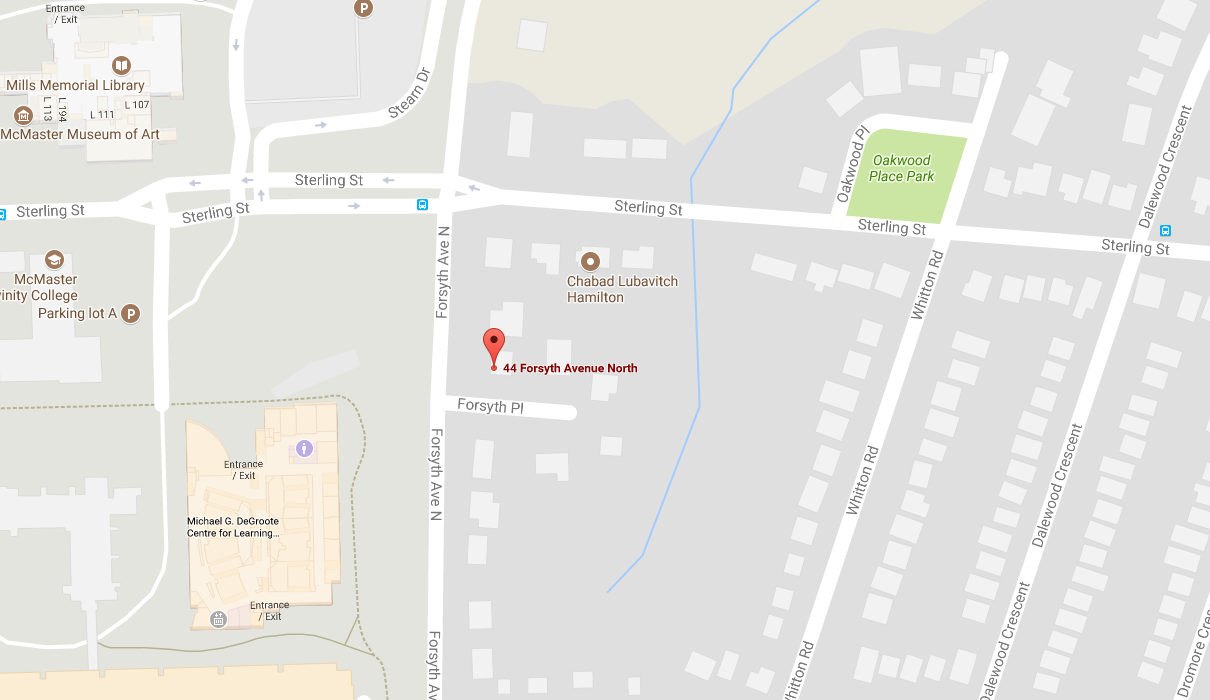 Entrance
/ Exit
P
Mills Memorial Library
L 107
L 113
L 194
L 111
McMaster Museum of Art
Stearn Dr
Sterling St
Sterling St
Sterling St
Sterling St
Sterling St
Sterling St
Oakwood Pl
Oakwood
Place Park
Dalewood Crescent
McMaster
vinity College
Parking lot A
P
Forsyth Ave N
Chabad Lubavitch
Hamilton
Whitton Rd
44 Forsyth Avenue North
Forsyth Pl
Forsyth Ave N
Entrance
/ Exit
Michael G. DeGroote
Centre for Learning...
Whitton Rd
Dalewood Crescent
Entrance
/ Exit
Forsyth Av
Whitton Rd
Dalewood Crescent
Dromore Cres